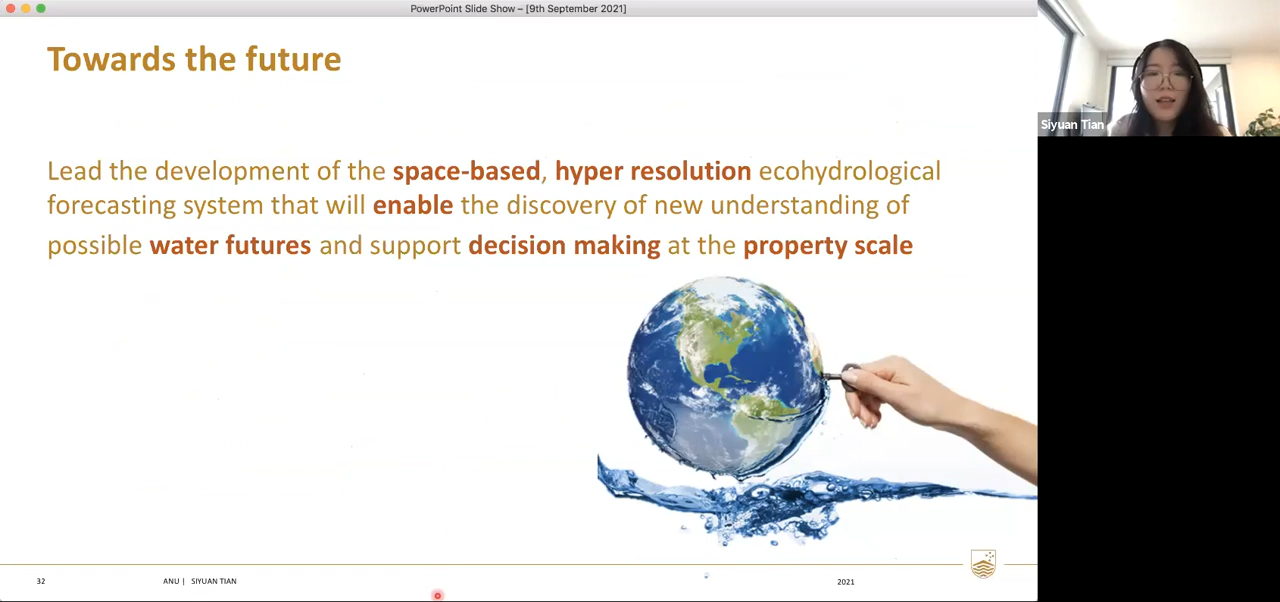 PowerPoint Slide Show – [9th September 2021]
Towards the future
Siyuan Tian
Lead the development of the space-based, hyper resolution ecohydrological
forecasting system that will enable the discovery of new understanding of
possible water futures and support decision making at the property scale
32
ANU | SIYUAN TIAN
2021